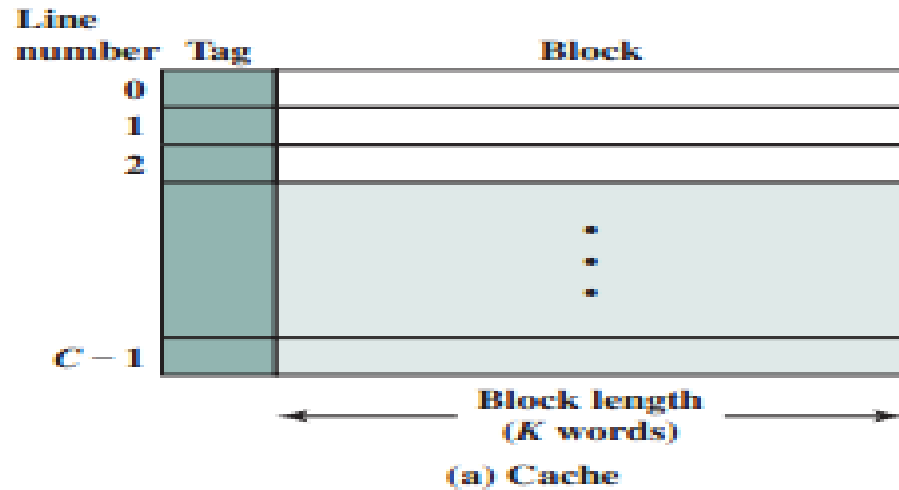 Line
number Tag Block
0
1
2
C – 1
Block length
(K words)
(a) Cache